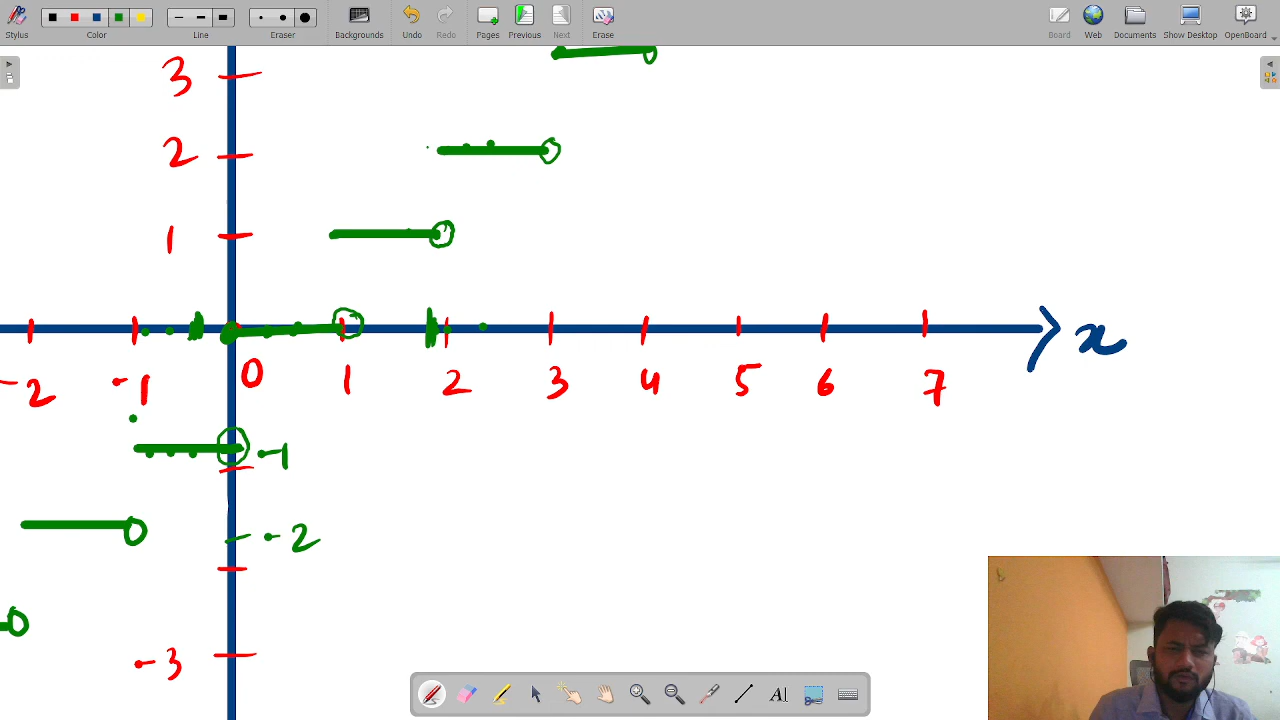 Stylus Color Line Eraser Backgrounds Undo Redo Pages Previous Next Erase Board Web Documents Show Desktop OpenBoard
3
2
1
-2 -1 0 1 2 3 4 5 6 7 x
-1
-2
-3
AI